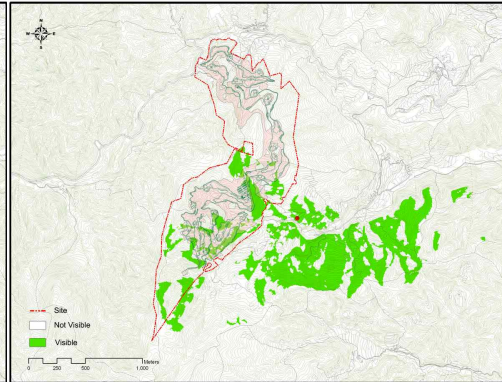 N
W E
S
Site
Not Visible
Visible
0 250 500 1,000
Meters